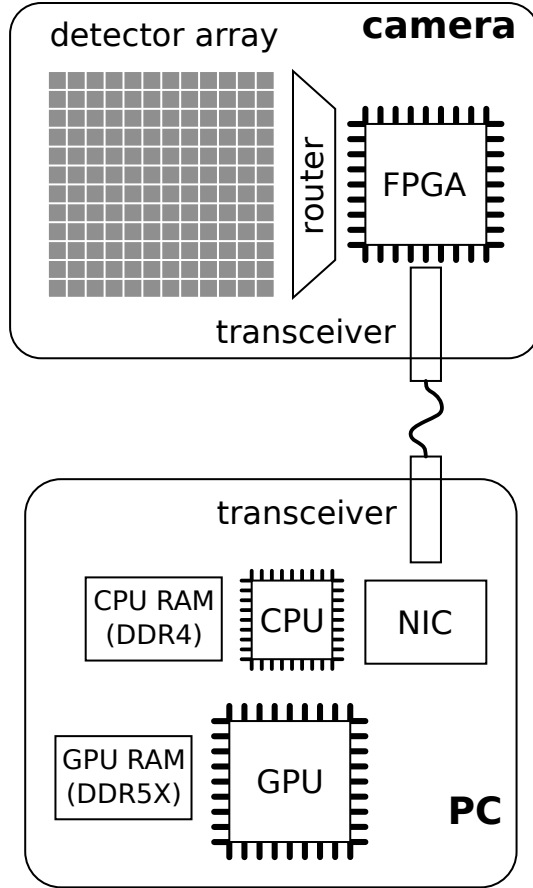 camera
detector array
router
FPGA
transceiver
transceiver
CPU RAM
(DDR4)
CPU
NIC
GPU RAM
(DDR5X)
GPU
PC